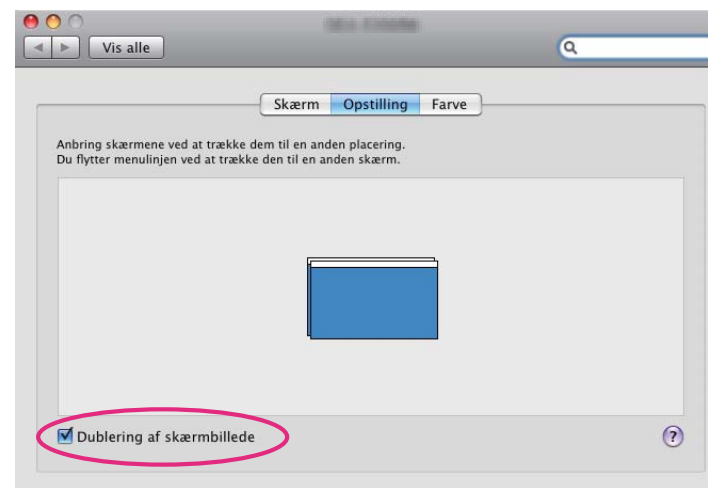 Vis alle
Skærm Opstilling Farve
Anbring skærmene ved at trække dem til en anden placering.
Du flytter menulinjen ved at trække den til en anden skærm.
Dublering af skærmbillede
?